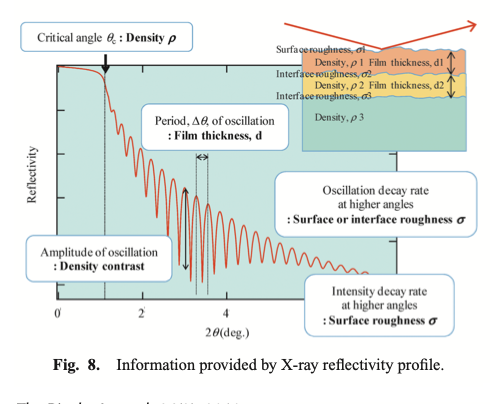 Critical angle θc : Density ρ
Surface roughness, σ1
Density, ρ 1 Film thickness, d1
Interface roughness, σ2
Density, ρ 2 Film thickness, d2
Interface roughness, σ3
Density, ρ 3
Period, Δθ, of oscillation
: Film thickness, d
Reflectivity
Oscillation decay rate
at higher angles
: Surface or interface roughness σ
Amplitude of oscillation
: Density contrast
Intensity decay rate
at higher angles
: Surface roughness σ
0 2 4
2θ(deg.)
Fig. 8. Information provided by X-ray reflectivity profile.